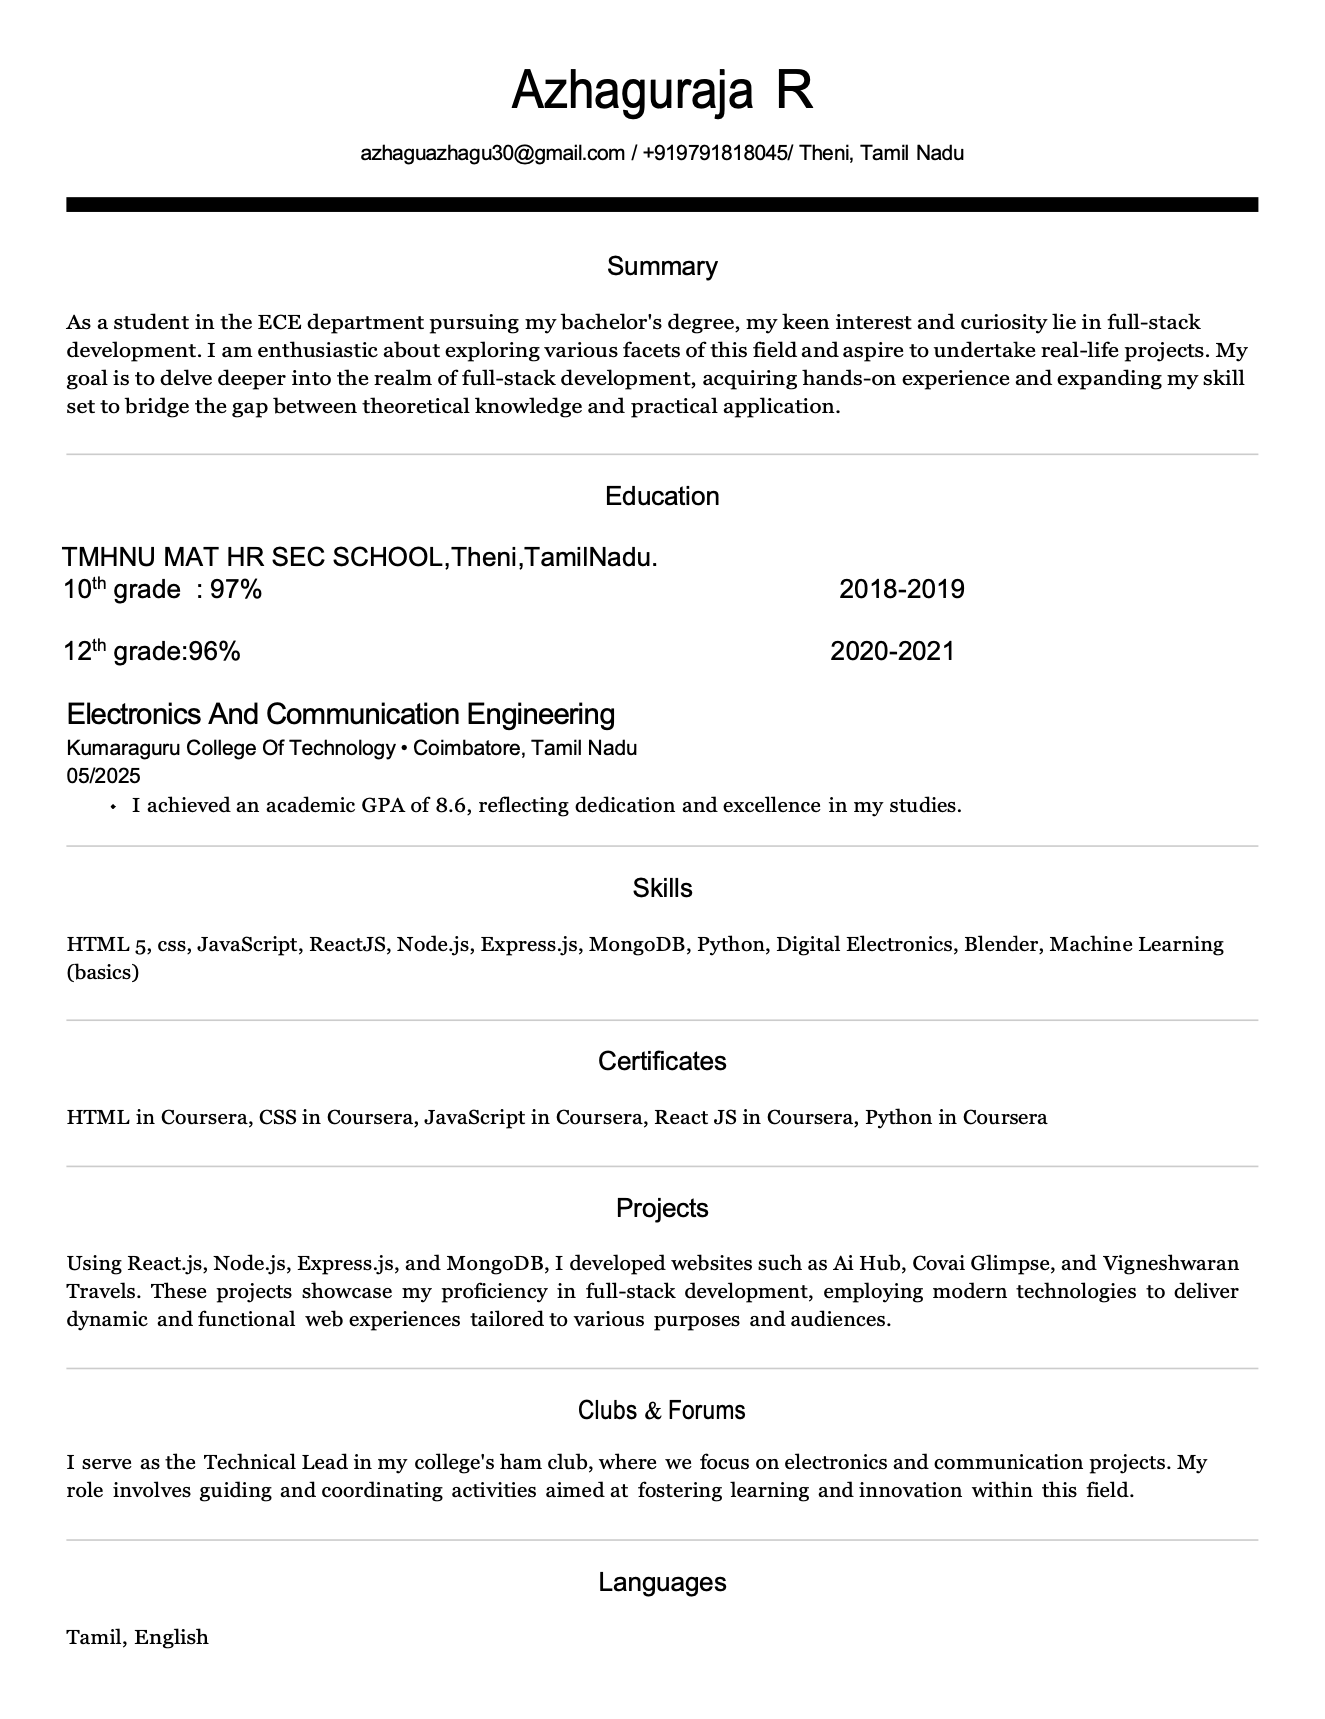 Azhaguraja R
azhaguazhagu30@gmail.com / +919791818045/ Theni, Tamil Nadu
Summary
As a student in the ECE department pursuing my bachelor's degree, my keen interest and curiosity lie in full-stack
development. I am enthusiastic about exploring various facets of this field and aspire to undertake real-life projects. My
goal is to delve deeper into the realm of full-stack development, acquiring hands-on experience and expanding my skill
set to bridge the gap between theoretical knowledge and practical application.
Education
TMHNU MAT HR SEC SCHOOL,Theni,TamilNadu.
10th grade : 97% 2018-2019
12th grade:96% 2020-2021
Electronics And Communication Engineering
Kumaraguru College Of Technology • Coimbatore, Tamil Nadu
05/2025
• I achieved an academic GPA of 8.6, reflecting dedication and excellence in my studies.
Skills
HTML 5, css, JavaScript, ReactJS, Node.js, Express.js, MongoDB, Python, Digital Electronics, Blender, Machine Learning
(basics)
Certificates
HTML in Coursera, CSS in Coursera, JavaScript in Coursera, React JS in Coursera, Python in Coursera
Projects
Using React.js, Node.js, Express.js, and MongoDB, I developed websites such as Ai Hub, Covai Glimpse, and Vigneshwaran
Travels. These projects showcase my proficiency in full-stack development, employing modern technologies to deliver
dynamic and functional web experiences tailored to various purposes and audiences.
Clubs & Forums
I serve as the Technical Lead in my college's ham club, where we focus on electronics and communication projects. My
role involves guiding and coordinating activities aimed at fostering learning and innovation within this field.
Languages
Tamil, English